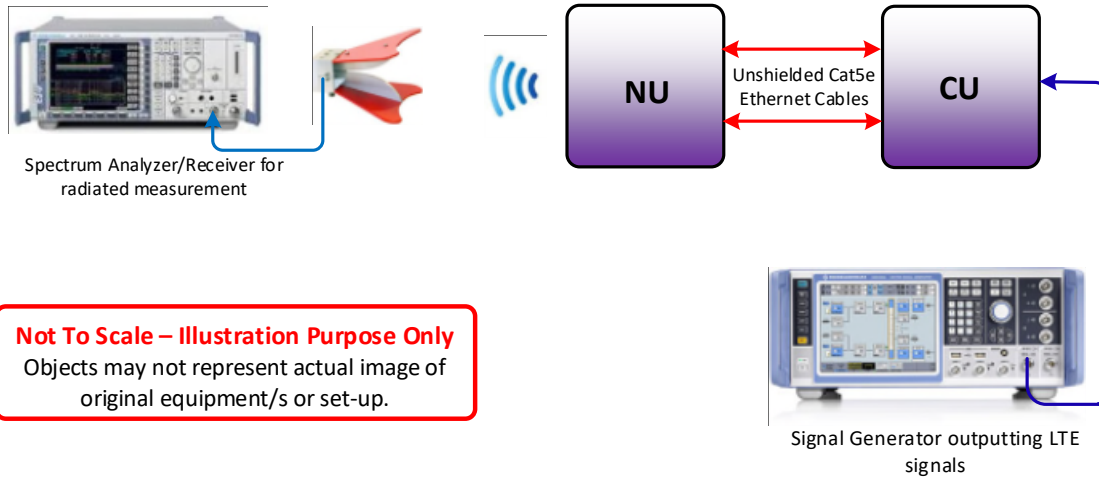 NU
Unshielded Cat5e
Ethernet Cables
CU
Spectrum Analyzer/Receiver for
radiated measurement
Not To Scale – Illustration Purpose Only
Objects may not represent actual image of
original equipment/s or set-up.
Signal Generator outputting LTE
signals